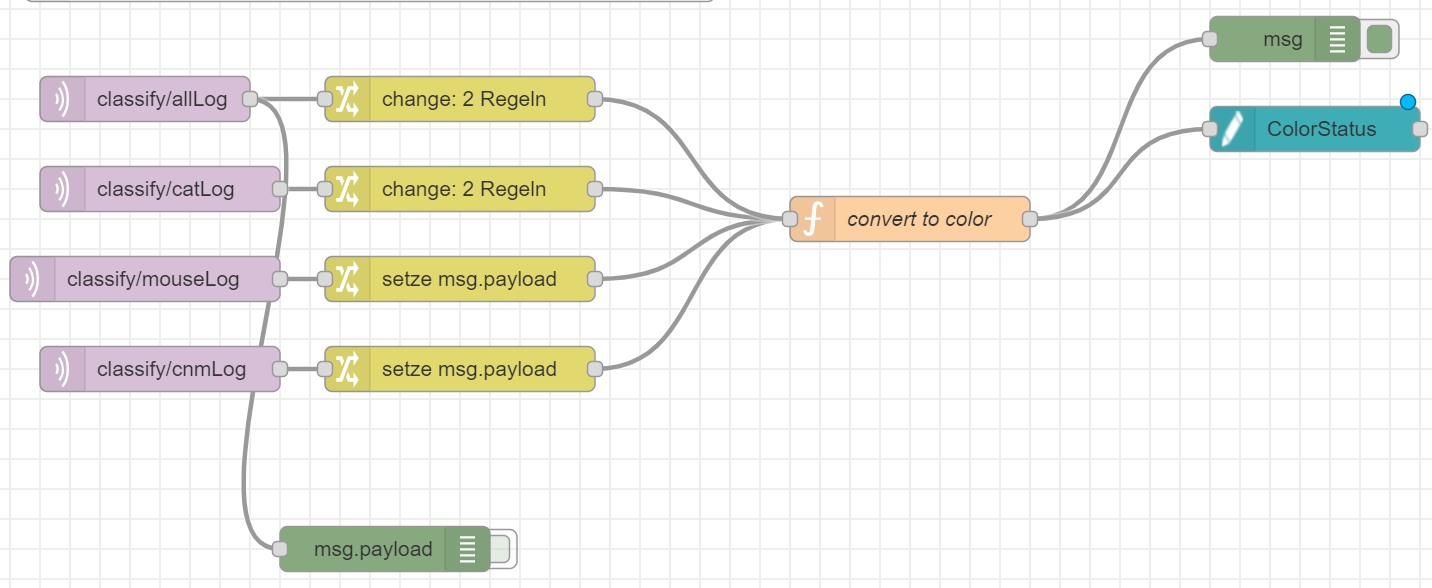 msg
classify/allLog
change: 2 Regeln
ColorStatus
classify/catLog
change: 2 Regeln
convert to color
classify/mouseLog
setze msg.payload
classify/cnmLog
setze msg.payload
msg.payload